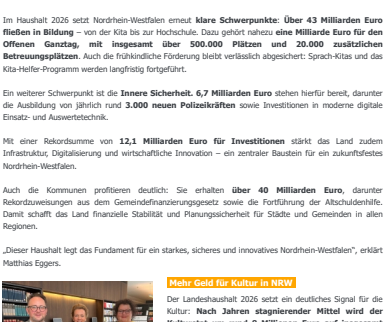 Im Haushalt 2026 setzt Nordrhein-Westfalen erneut klare Schwerpunkte: Über 43 Milliarden Euro
fließen in Bildung – von der Kita bis zur Hochschule. Dazu gehört nahezu eine Milliarde Euro für den
Offenen Ganztag, mit insgesamt über 500.000 Plätzen und 20.000 zusätzlichen
Betreuungsplätzen. Auch die frühkindliche Förderung bleibt verlässlich abgesichert: Sprach-Kitas und das
Kita-Helfer-Programm werden langfristig fortgeführt.
Ein weiterer Schwerpunkt ist die Innere Sicherheit. 6,7 Milliarden Euro stehen hierfür bereit, darunter
die Ausbildung von jährlich rund 3.000 neuen Polizeikräften sowie Investitionen in moderne digitale
Einsatz- und Auswertetechnik.
Mit einer Rekordsumme von 12,1 Milliarden Euro für Investitionen stärkt das Land zudem
Infrastruktur, Digitalisierung und wirtschaftliche Innovation – ein zentraler Baustein für ein zukunftsfestes
Nordrhein-Westfalen.
Auch die Kommunen profitieren deutlich: Sie erhalten über 40 Milliarden Euro, darunter
Rekordzuweisungen aus dem Gemeindefinanzierungsgesetz sowie die Fortführung der Altschuldenhilfe.
Damit schafft das Land finanzielle Stabilität und Planungssicherheit für Städte und Gemeinden in allen
Regionen.
„Dieser Haushalt legt das Fundament für ein starkes, sicheres und innovatives Nordrhein-Westfalen“, erklärt
Matthias Eggers.
Mehr Geld für Kultur in NRW
Der Landeshaushalt 2026 setzt ein deutliches Signal für die
Kultur: Nach Jahren stagnierender Mittel wird der